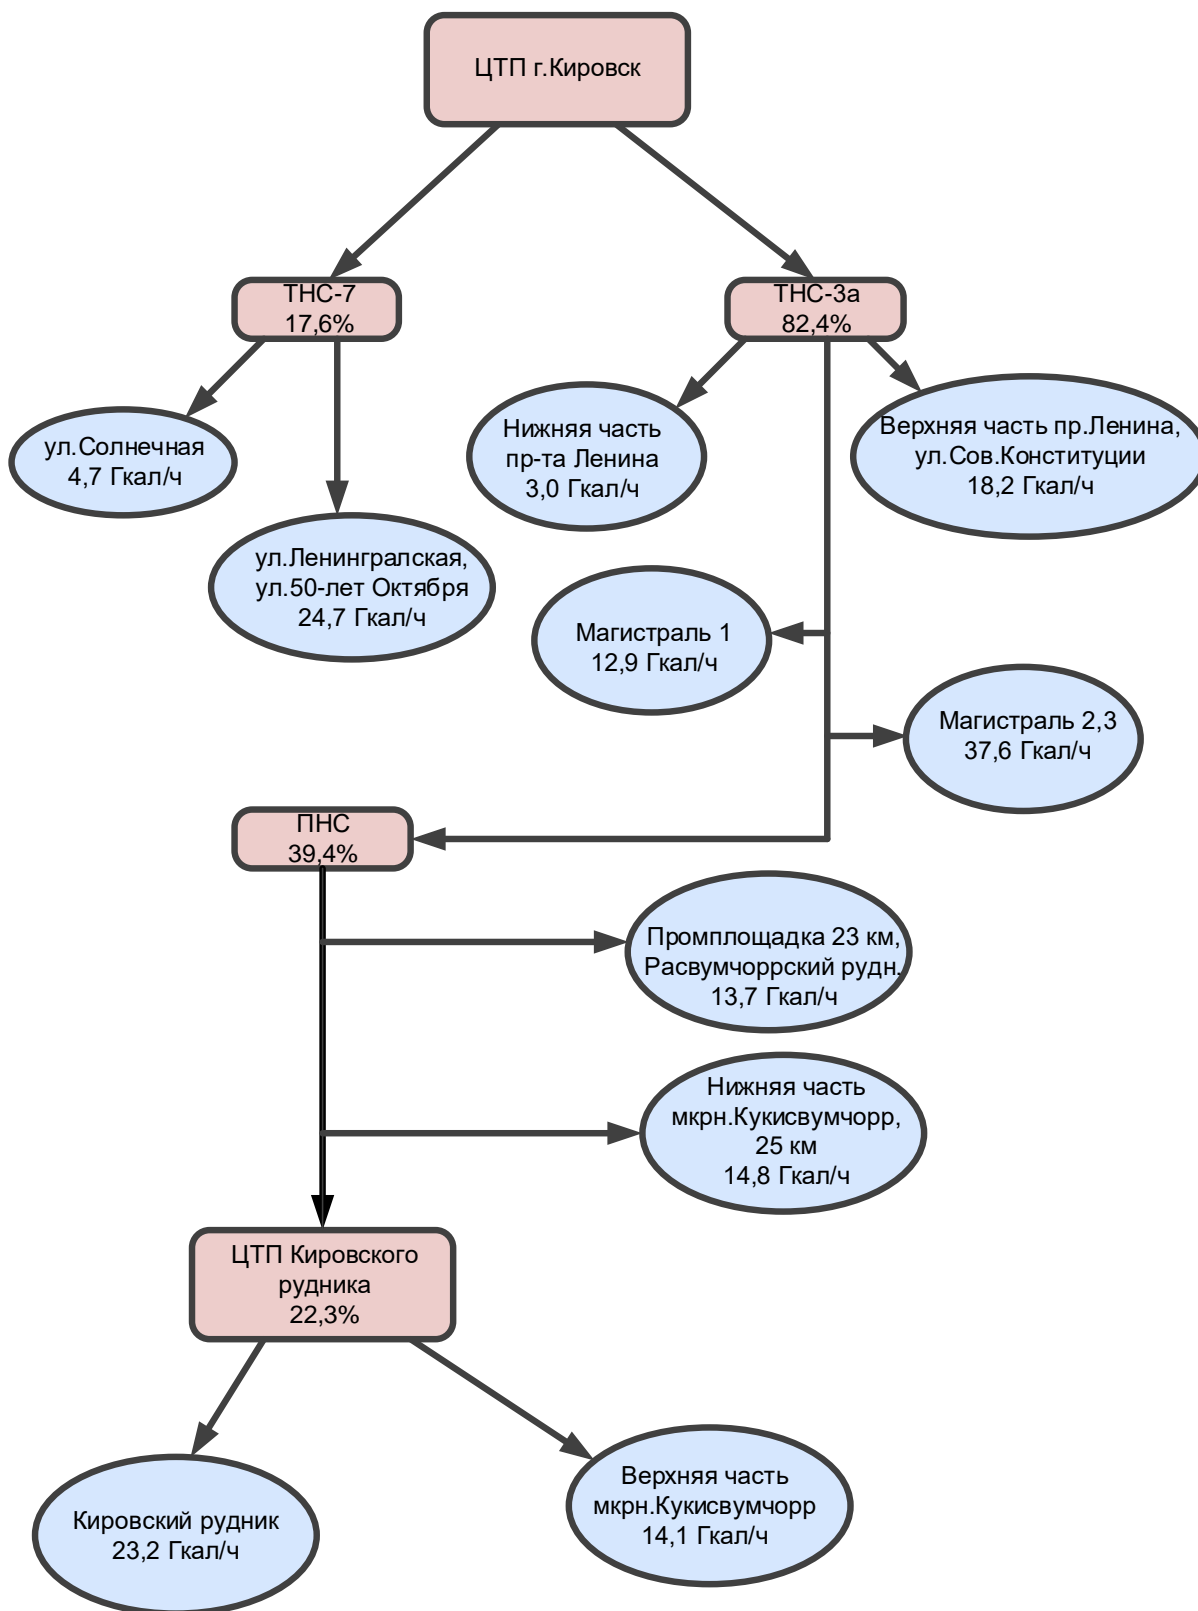 ЦТП г.Кировск
ТНС-7
17,6%
ТНС-3а
82,4%
ул.Солнечная
4,7 Гкал/ч
Нижняя часть
пр-та Ленина
3,0 Гкал/ч
Верхняя часть пр.Ленина,
ул.Сов.Конституции
18,2 Гкал/ч
ул.Ленингралская,
ул.50-лет Октября
24,7 Гкал/ч
Магистраль 1
12,9 Гкал/ч
Магистраль 2,3
37,6 Гкал/ч
ПНС
39,4%
Промплощадка 23 км,
Расвумчоррский рудн.
13,7 Гкал/ч
Нижняя часть
мкрн.Кукисвумчорр,
25 км
14,8 Гкал/ч
ЦТП Кировского
рудника
22,3%
Кировский рудник
23,2 Гкал/ч
Верхняя часть
мкрн.Кукисвумчорр
14,1 Гкал/ч